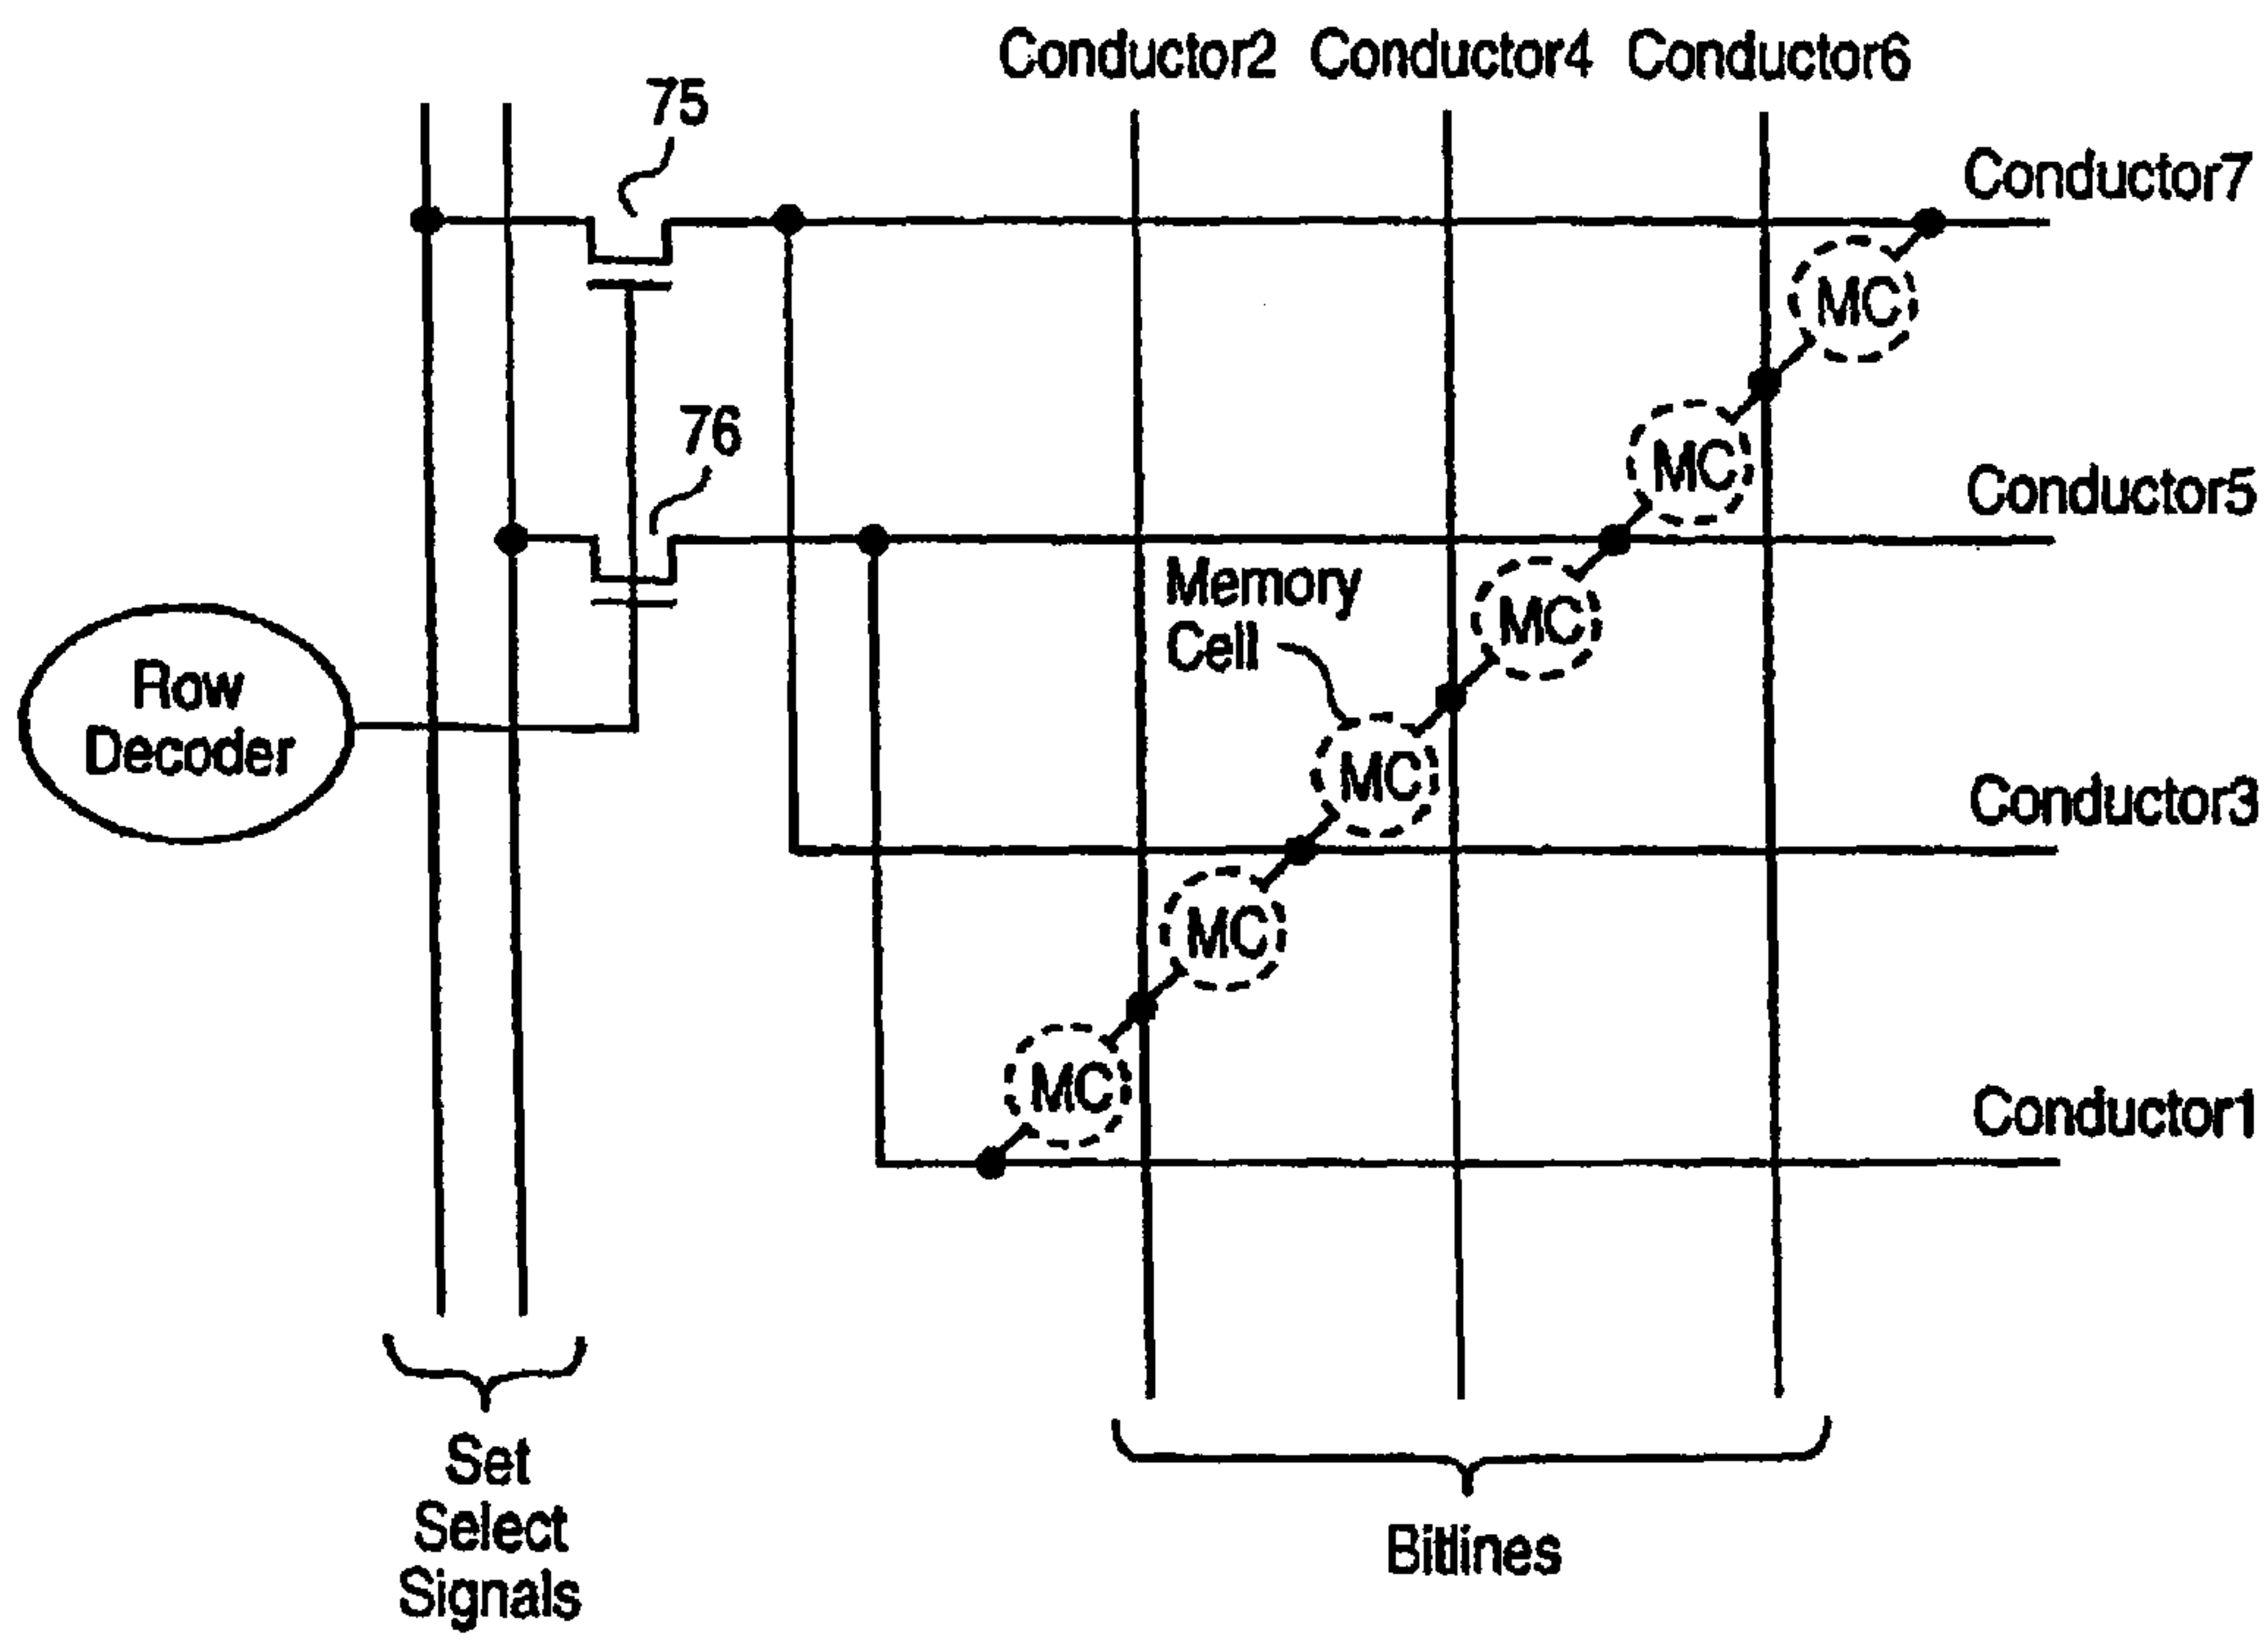 Conductor2 Conductor4 Conductor6
75
Conductor7
MC
76
MC
Conductor5
Memory
Cell
MC
Row
Decoder
MC
Conductor3
MC
MC
Conductor1
Set
Select
Signals
Bitlines